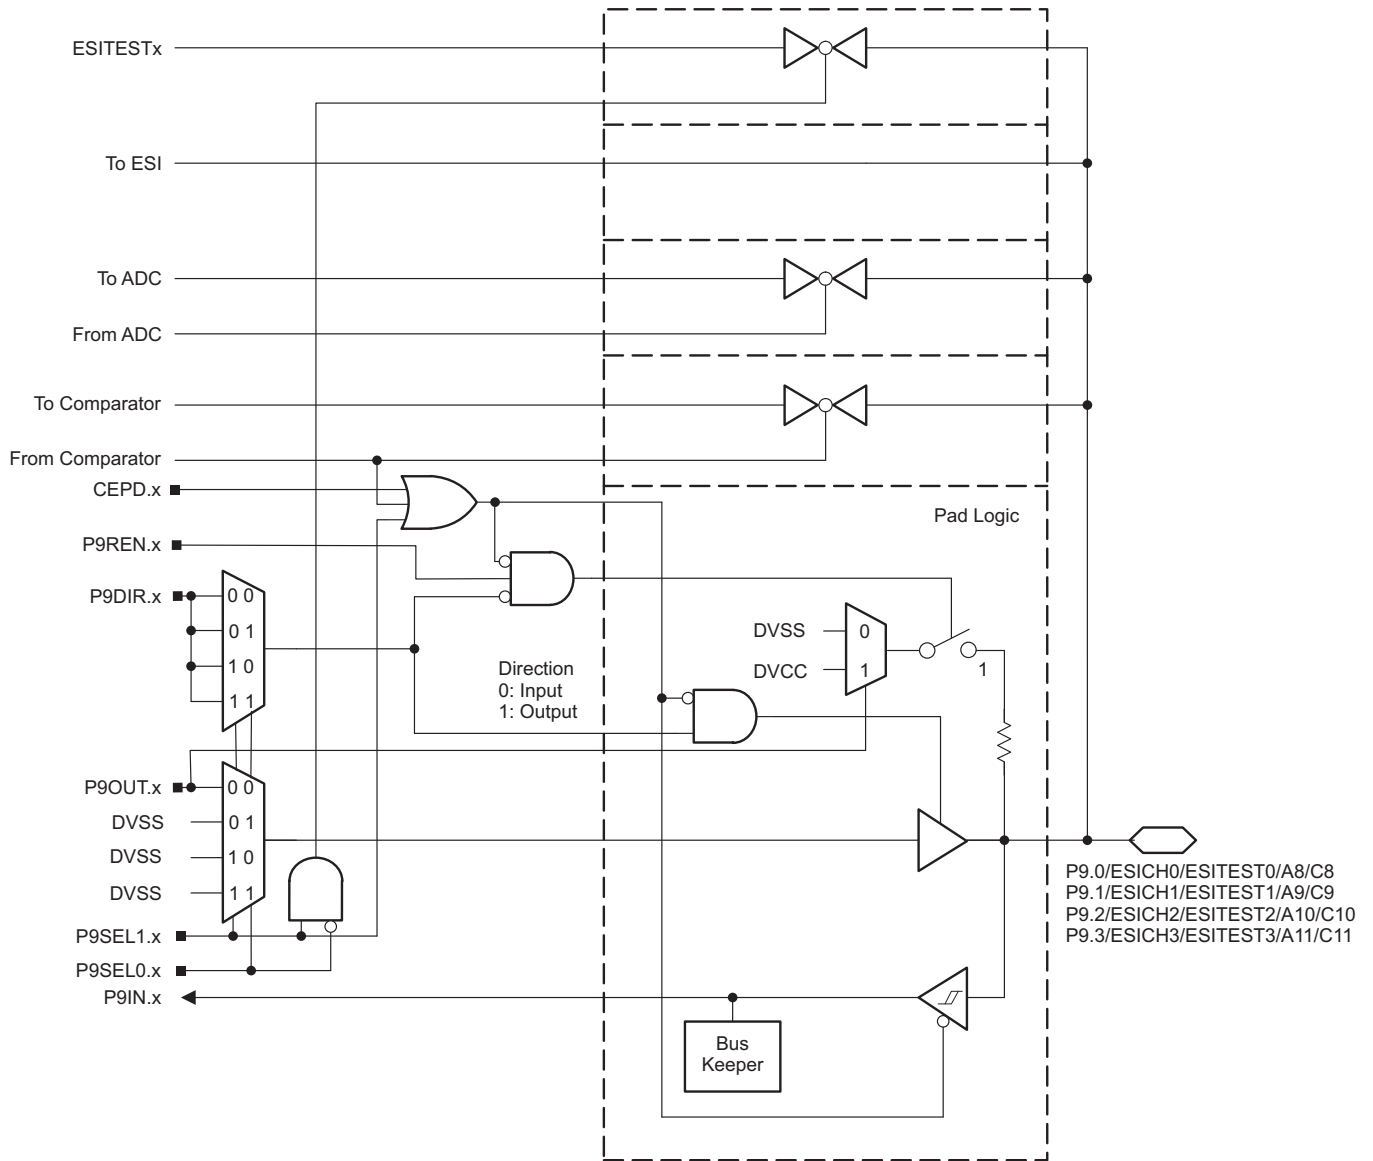 ESITESTx
To ESI
To ADC
From ADC
To Comparator
From Comparator
CEPD.x
Pad Logic
P9REN.x
P9DIR.x
0 0
0 1
1 0
1 1
Direction
0: Input
1: Output
DVSS
0
DVCC
1
1
P9OUT.x
0 0
DVSS
0 1
DVSS
1 0
DVSS
1 1
P9.0/ESICH0/ESITEST0/A8/C8
P9.1/ESICH1/ESITEST1/A9/C9
P9.2/ESICH2/ESITEST2/A10/C10
P9.3/ESICH3/ESITEST3/A11/C11
P9SEL1.x
P9SEL0.x
P9IN.x
Bus
Keeper